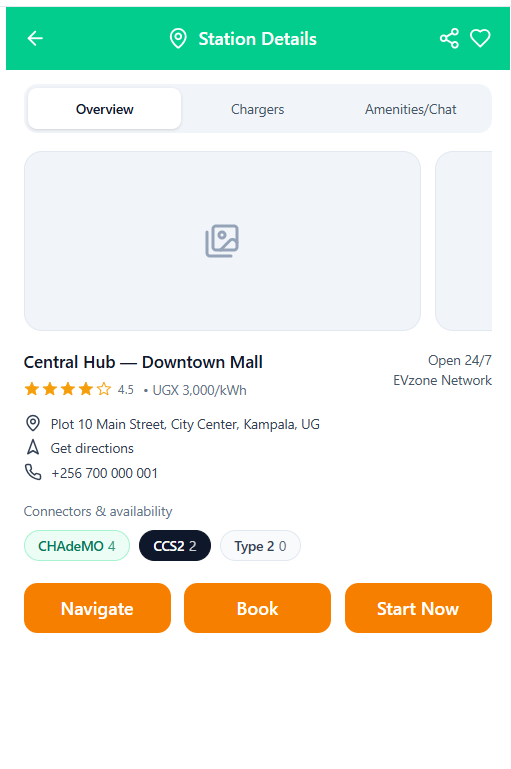 Station Details
Overview
Chargers
Amenities/Chat
Central Hub — Downtown Mall
Open 24/7
4.5 • UGX 3,000/kWh
EVzone Network
Plot 10 Main Street, City Center, Kampala, UG
Get directions
+256 700 000 001
Connectors & availability
CHAdeMO 4
CCS2 2
Type 2 0
Navigate
Book
Start Now